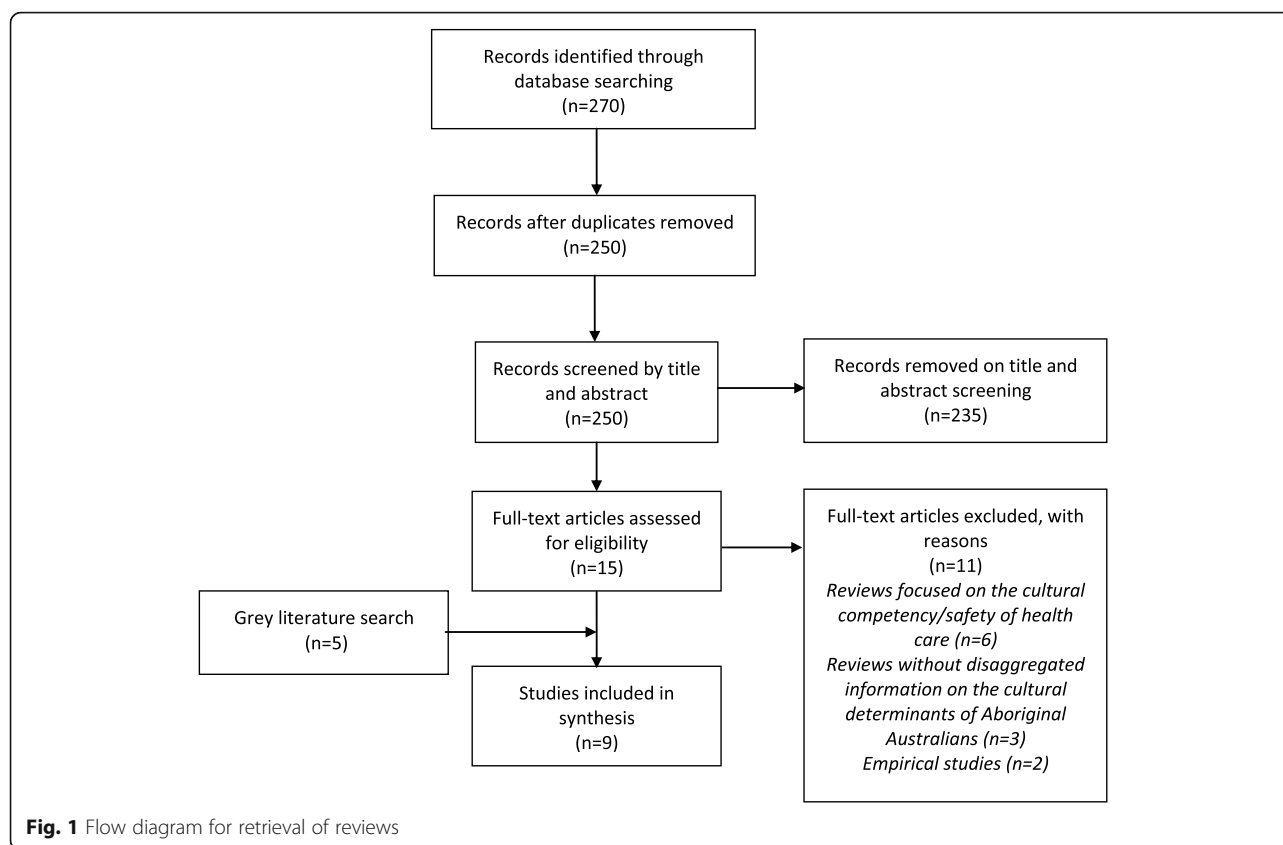 Records identified through
database searching
(n=270)
Records after duplicates removed
(n=250)
Records screened by title
and abstract
(n=250)
Records removed on title and
abstract screening
(n=235)
Full-text articles assessed
for eligibility
(n=15)
Full-text articles excluded, with
reasons
(n=11)
Reviews focused on the cultural
competency/safety of health
care (n=6)
Reviews without disaggregated
information on the cultural
determinants of Aboriginal
Australians (n=3)
Empirical studies (n=2)
Grey literature search
(n=5)
Studies included in
synthesis
(n=9)
Fig. 1 Flow diagram for retrieval of reviews